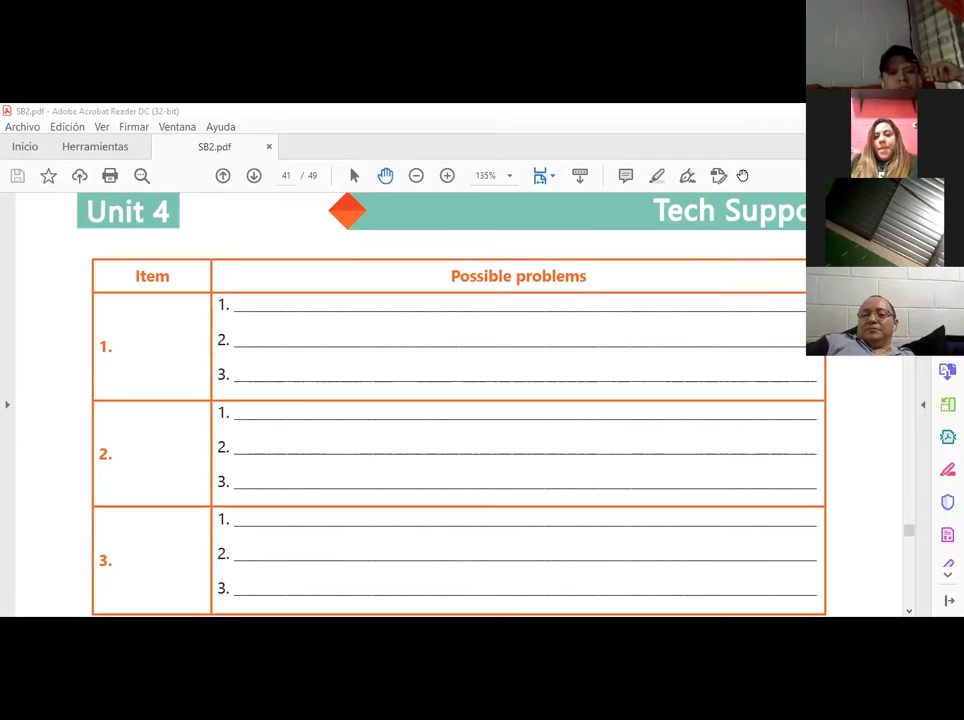 SB2.pdf - Adobe Acrobat Reader DC (32-bit)
Archivo Edición Ver Firmar Ventana Ayuda
Inicio Herramientas SB2.pdf ×
41 / 49 135%
Unit 4 Tech Suppo
Item Possible problems
1. 1.
2.
3.
2. 1.
2.
3.
3. 1.
2.
3.